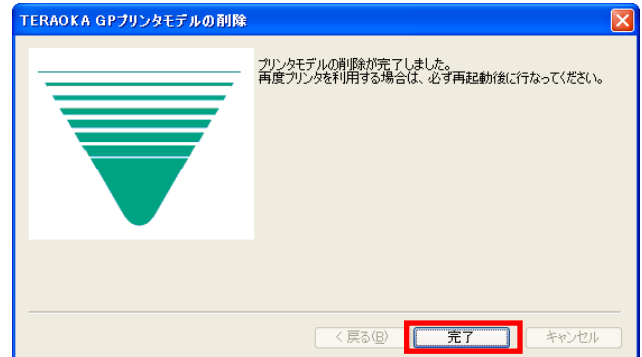 TERAOKA GPプリンタモデルの削除
プリンタモデルの削除が完了しました。
再度プリンタを利用する場合は、必ず再起動後に行なってください。
< 戻る(B)
完了
キャンセル